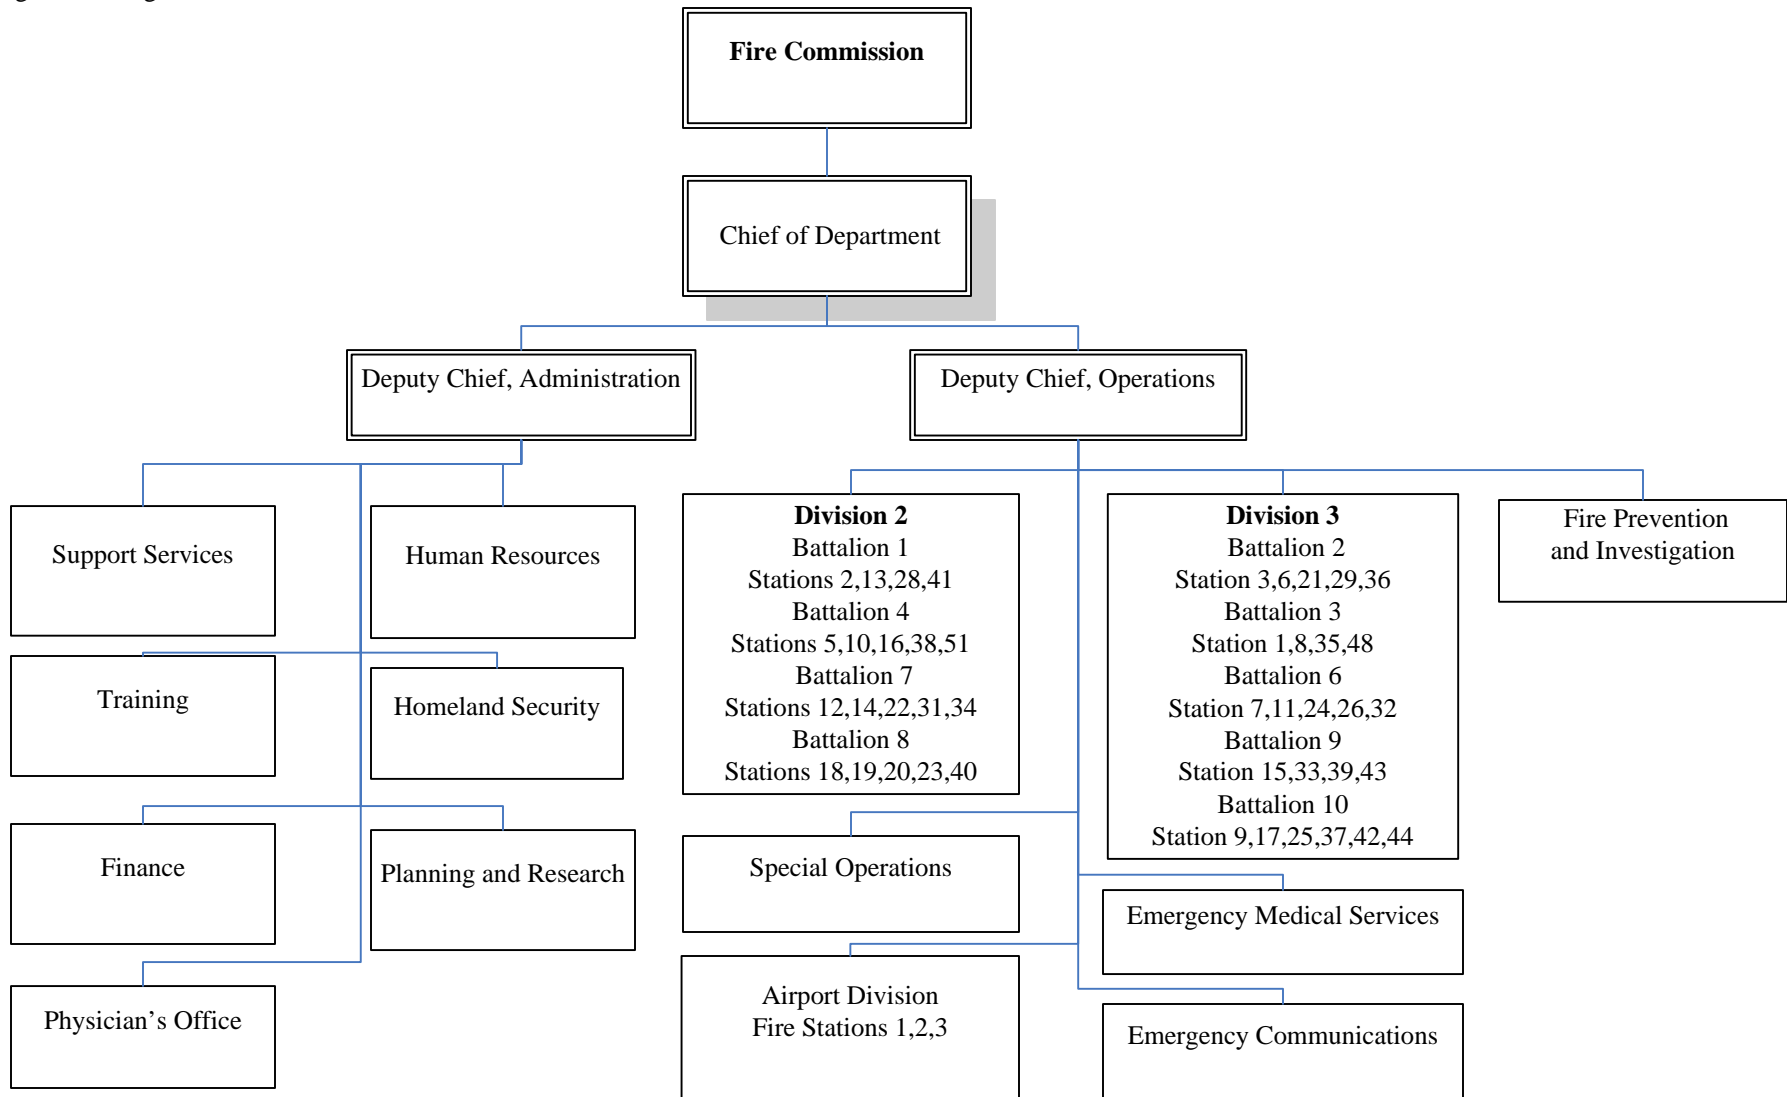 Fire Commission
Chief of Department
Deputy Chief, Administration
Deputy Chief, Operations
Support Services
Human Resources
Training
Homeland Security
Finance
Planning and Research
Physician’s Office
Division 2
Battalion 1
Stations 2,13,28,41
Battalion 4
Stations 5,10,16,38,51
Battalion 7
Stations 12,14,22,31,34
Battalion 8
Stations 18,19,20,23,40
Division 3
Battalion 2
Station 3,6,21,29,36
Battalion 3
Station 1,8,35,48
Battalion 6
Station 7,11,24,26,32
Battalion 9
Station 15,33,39,43
Battalion 10
Station 9,17,25,37,42,44
Fire Prevention
and Investigation
Special Operations
Emergency Medical Services
Airport Division
Fire Stations 1,2,3
Emergency Communications